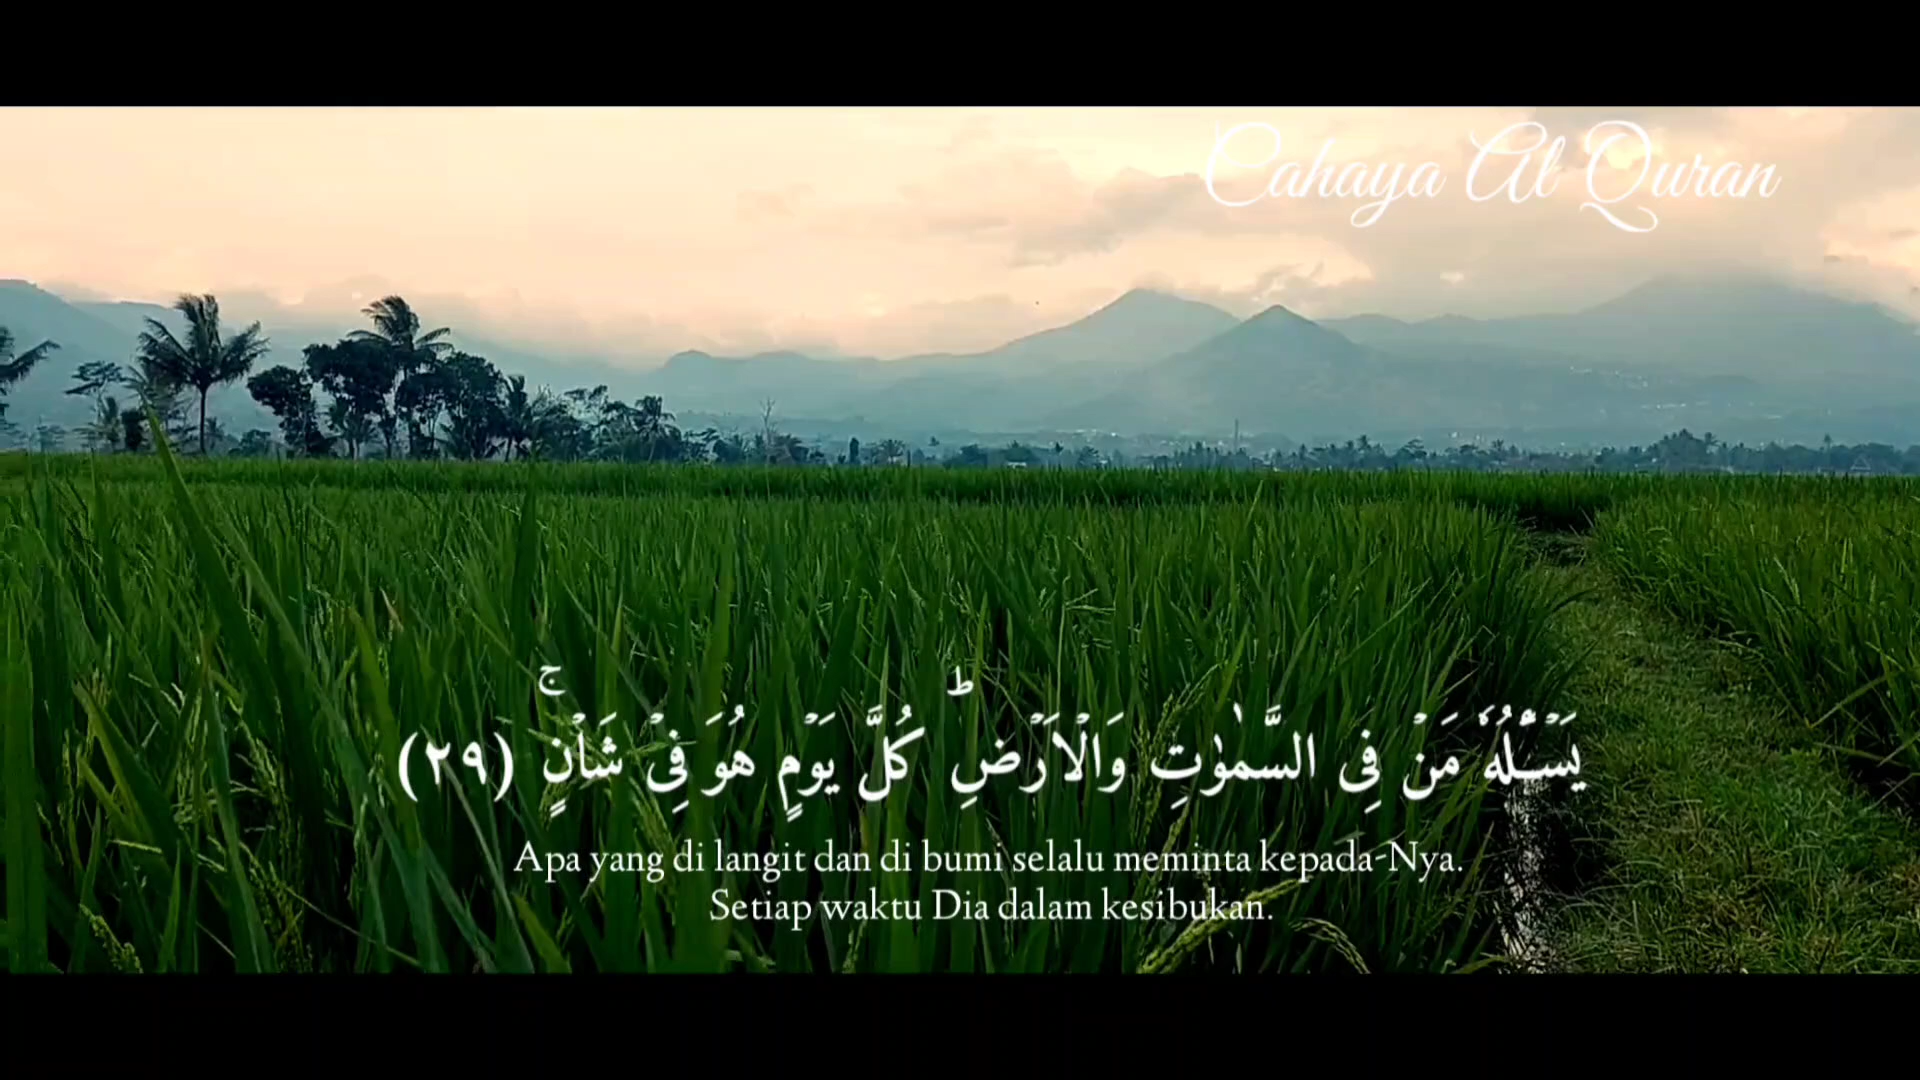 Cahaya Al Quran
يَسْـَٔلُهٗ مَنْ فِى السَّمٰوٰتِ وَالْاَرْضِۗ كُلَّ يَوْمٍ هُوَ فِيْ شَأْنٍۚ (٢٩)
Apa yang di langit dan di bumi selalu meminta kepada-Nya.
Setiap waktu Dia dalam kesibukan.